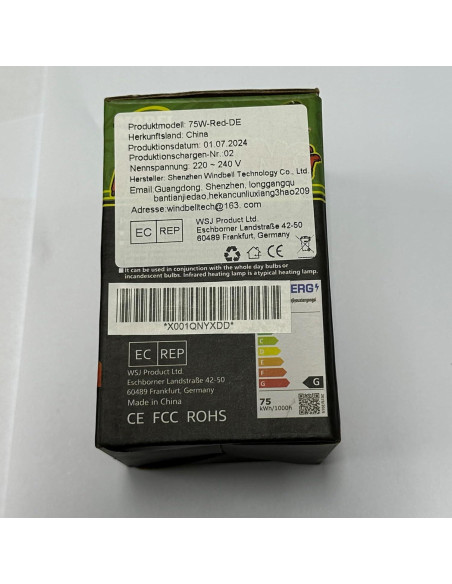 Produktmodell: 75W-Red-DE
Herkunftsland: China
Produktionsdatum: 01.07.2024
Produktionschargen-Nr.: 02
Nennspannung: 220 ~ 240 V
Hersteller: Shenzhen Windbell Technology Co., Ltd.
Email:Guangdong, Shenzhen, longgangqu
bantianjiedao,hekancunliuxiang3hao209
Adresse:windbelltech@163. com
EC REP
WSJ Product Ltd.
Eschborner Landstraße 42-50
60489 Frankfurt, Germany
CE
It can be used in conjunction with the whole day bulbs or
incandescent bulbs. Infrared heating lamp is atypical heating lamp.
*X001QNYXDD*
ERG
EC REP
WSJ Product Ltd.
Eschborner Landstraße 42-50
60489 Frankfurt, Germany
Made in China
CE FCC ROHS
C
D
E
F
G
G
75
kWh/1000h